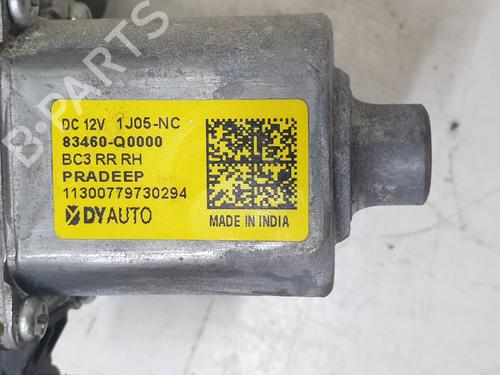 DC 12V 1J05-NC
83460-Q0000
BC3 RR RH
PRADEEP
11300779730294
DYAUTO
MADE IN INDIA
B-PARTS